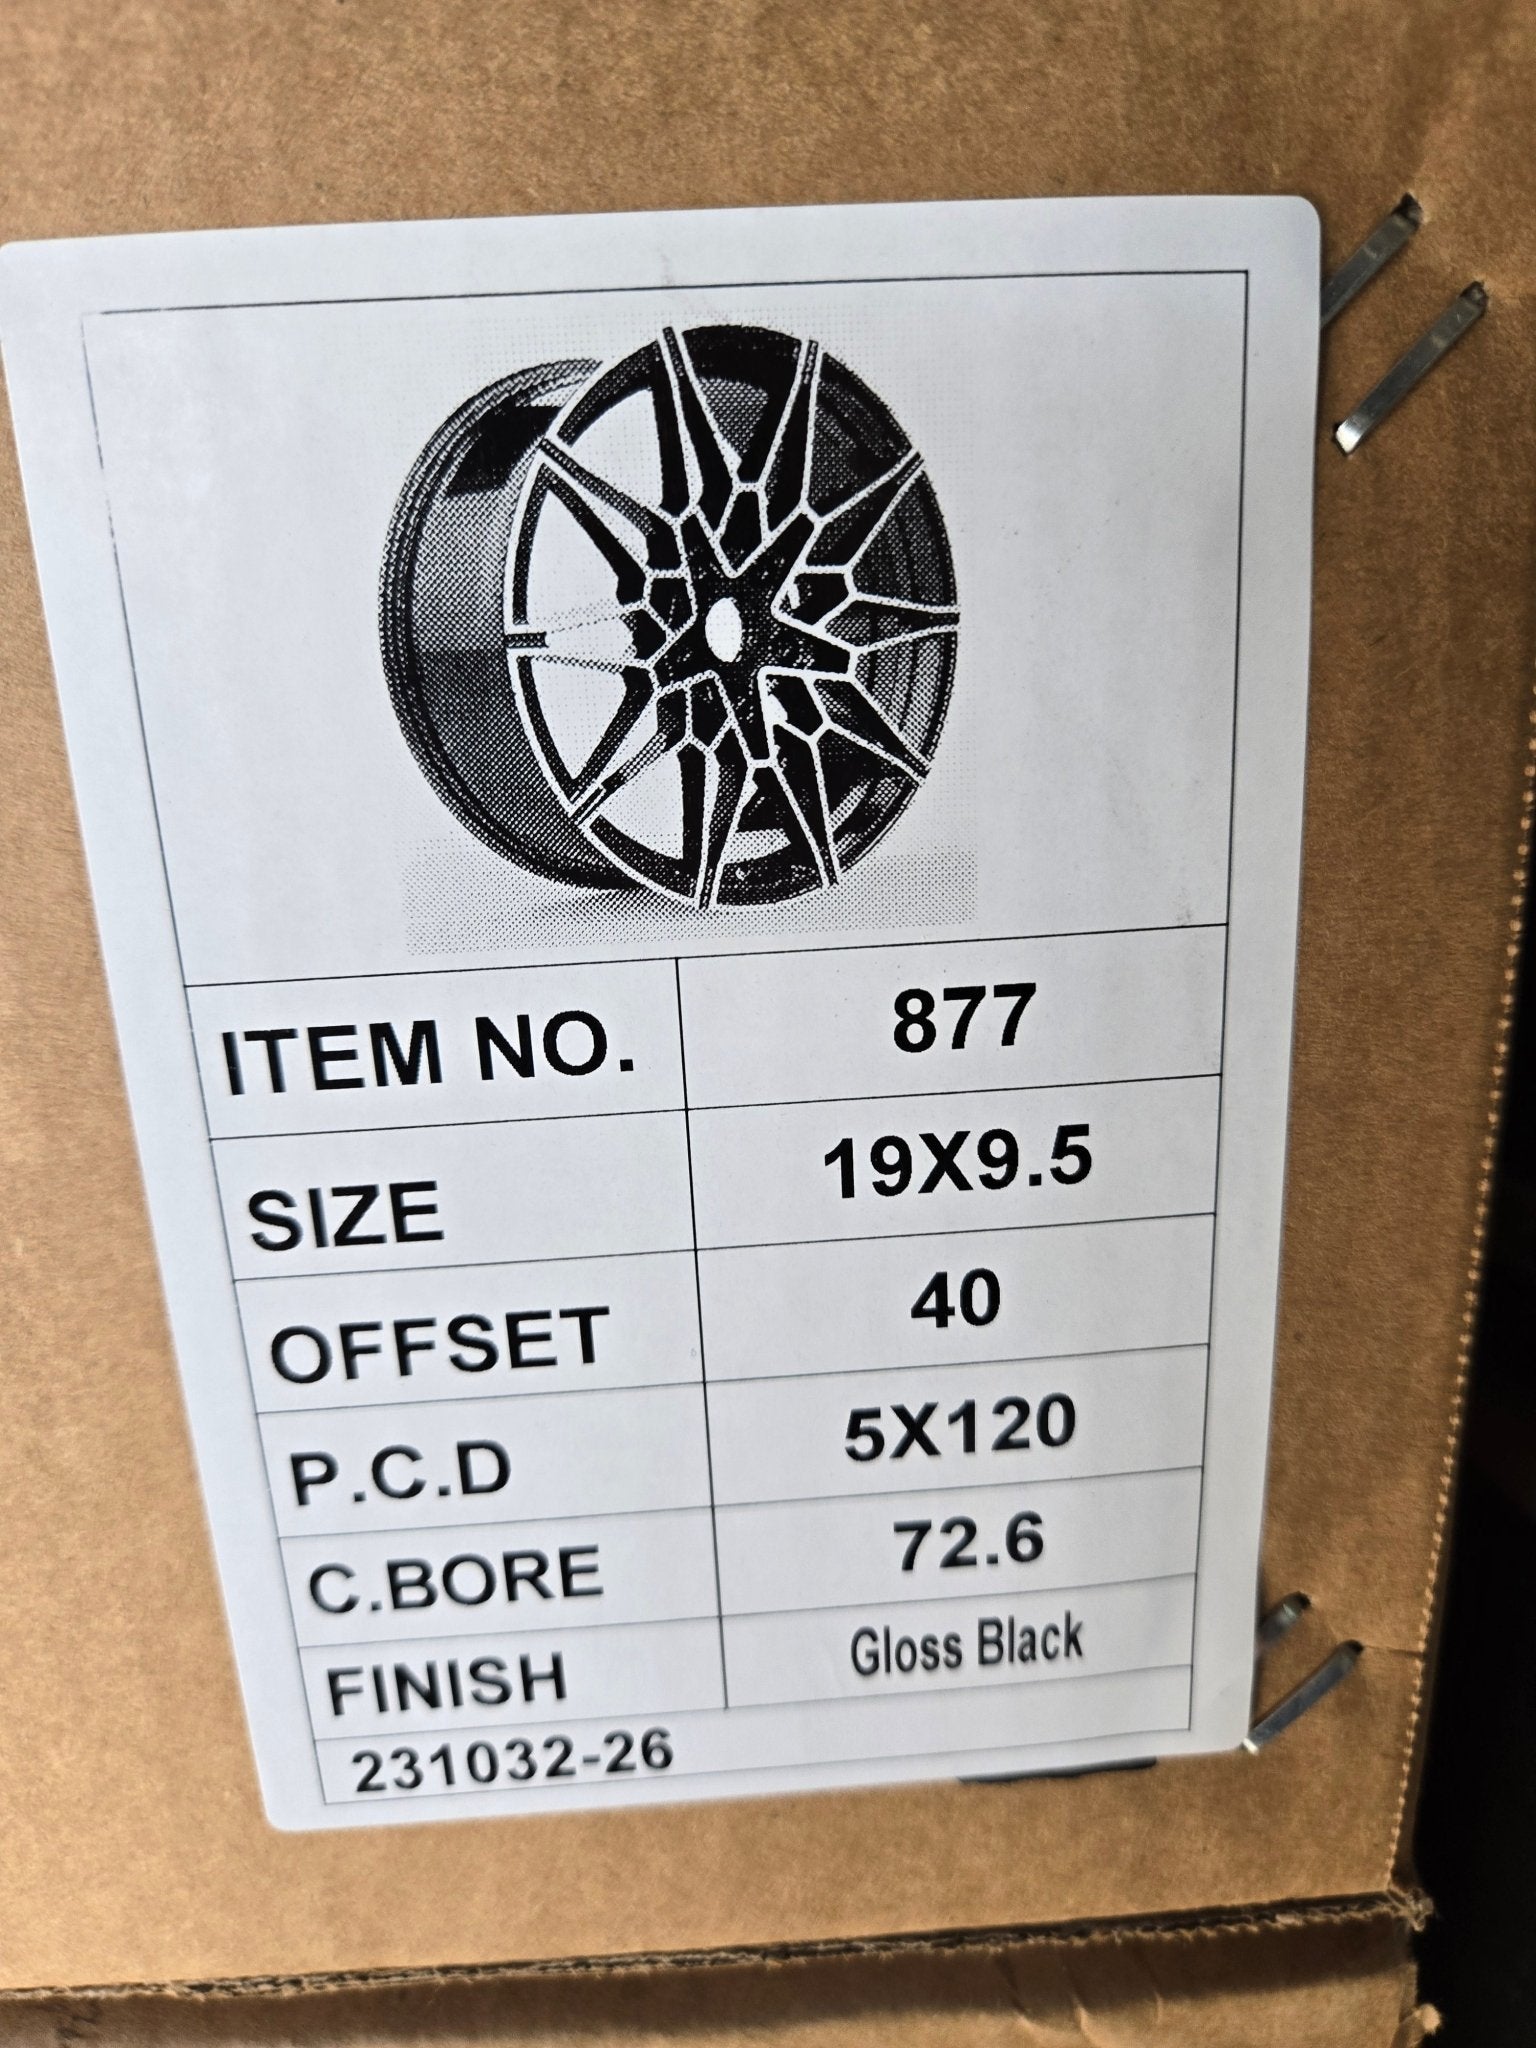 ITEM NO. 877
SIZE 19X9.5
OFFSET 40
P.C.D 5X120
C.BORE 72.6
FINISH Gloss Black
231032-26